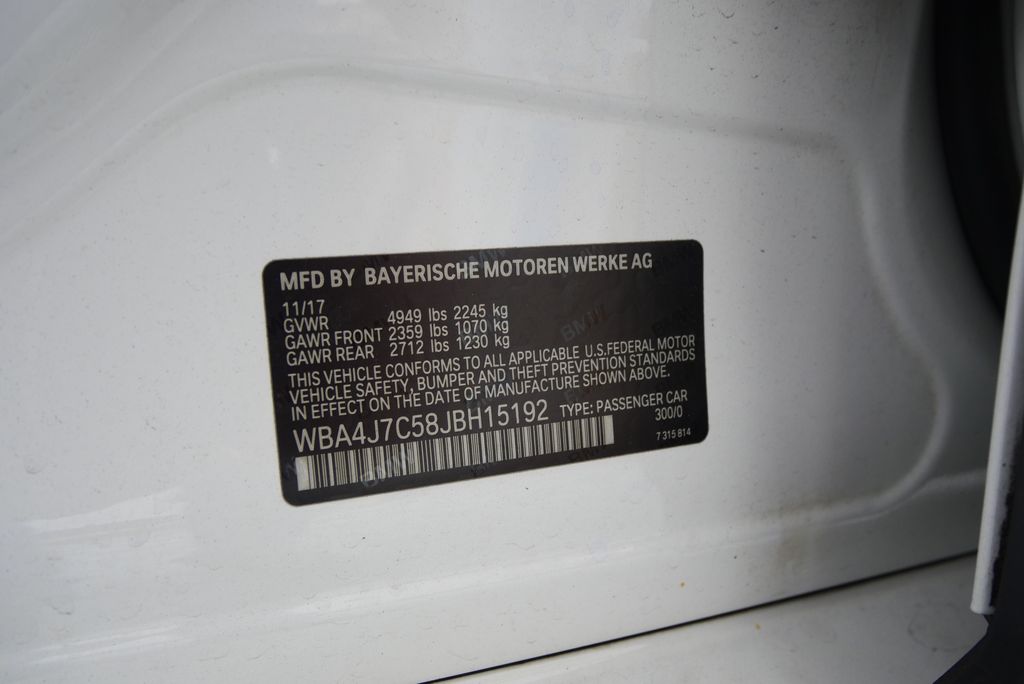 MFD BY BAYERISCHE MOTOREN WERKE AG
11/17
GVWR 4949 lbs 2245 kg
GAWR FRONT 2359 lbs 1070 kg
GAWR REAR 2712 lbs 1230 kg
THIS VEHICLE CONFORMS TO ALL APPLICABLE U.S.FEDERAL MOTOR
VEHICLE SAFETY, BUMPER AND THEFT PREVENTION STANDARDS
IN EFFECT ON THE DATE OF MANUFACTURE SHOWN ABOVE.
WBA4J7C58JBH15192 TYPE: PASSENGER CAR
300/0
7 315 814